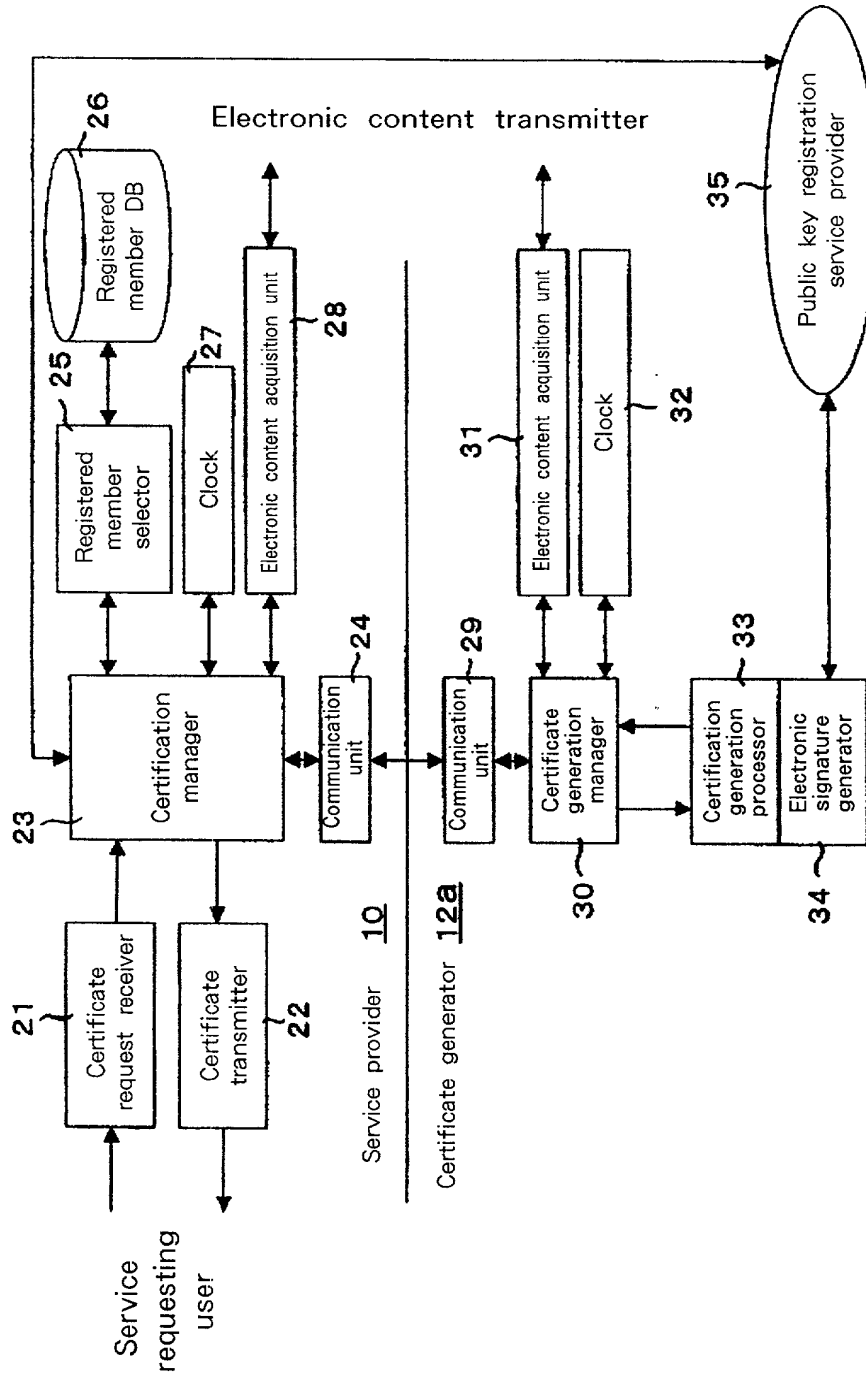 Service
requesting
user
21
Certificate
request receiver
Certificate
transmitter
22
23
Certification
manager
25
Registered
member
selector
26
Registered
member DB
27
Clock
Electronic content acquisition unit
28
Electronic content transmitter
24
Communication
unit
Service provider 10
Certificate generator 12a
29
Communication
unit
Certificate
generation
manager
30
31
Electronic content acquisition unit
Clock
32
33
Certification
generation
processor
Electronic
signature
generator
34
35
Public key registration
service provider